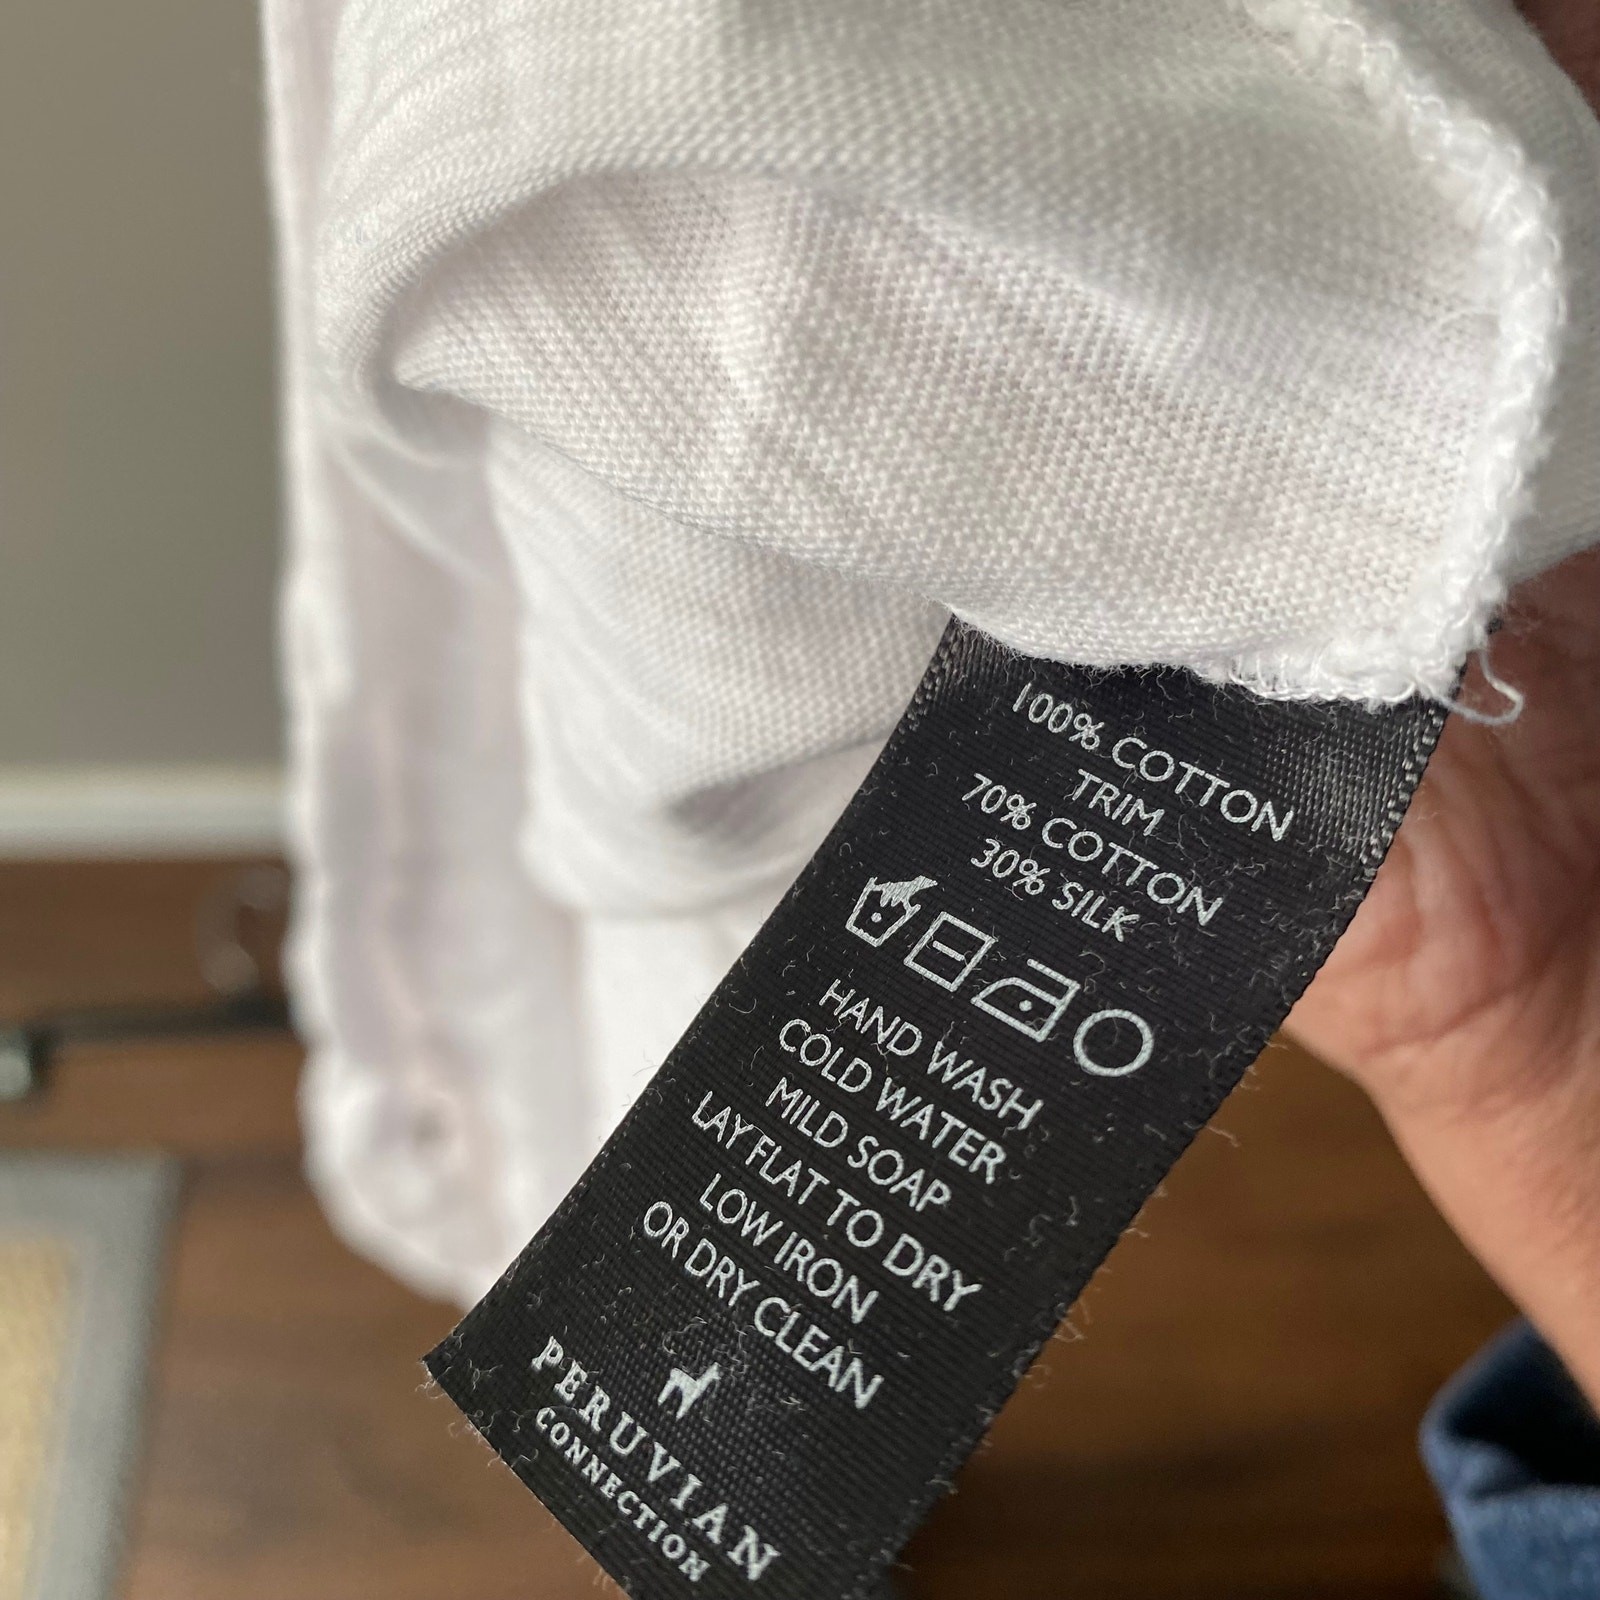 100% COTTON
TRIM
70% COTTON
30% SILK
HAND WASH
COLD WATER
MILD SOAP
LAY FLAT TO DRY
LOW IRON
OR DRY CLEAN
PERUVIAN
CONNECTION